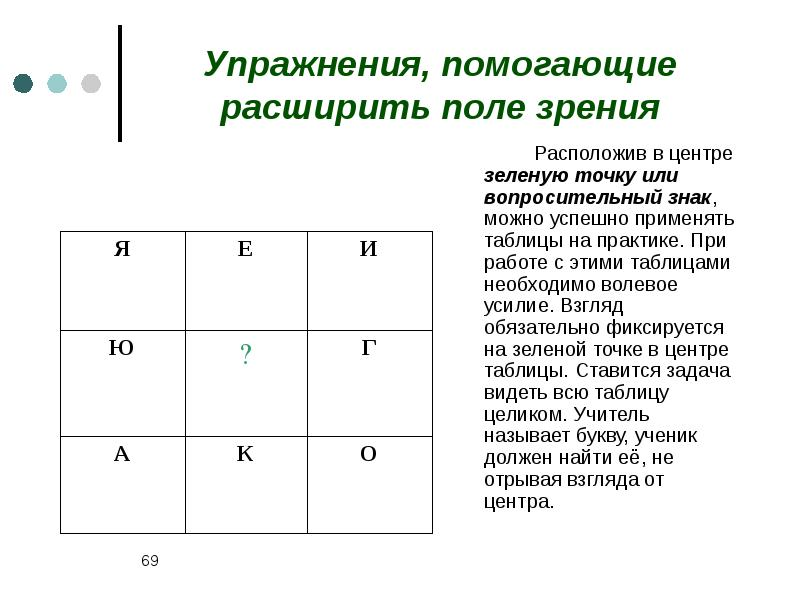 Упражнения, помогающие
расширить поле зрения
Расположив в центре
зеленую точку или
вопросительный знак,
можно успешно применять
таблицы на практике. При
работе с этими таблицами
необходимо волевое
усилие. Взгляд
обязательно фиксируется
на зеленой точке в центре
таблицы. Ставится задача
видеть всю таблицу
целиком. Учитель
называет букву, ученик
должен найти её, не
отрывая взгляда от
центра.
Я Е И
Ю ? Г
А К О
69